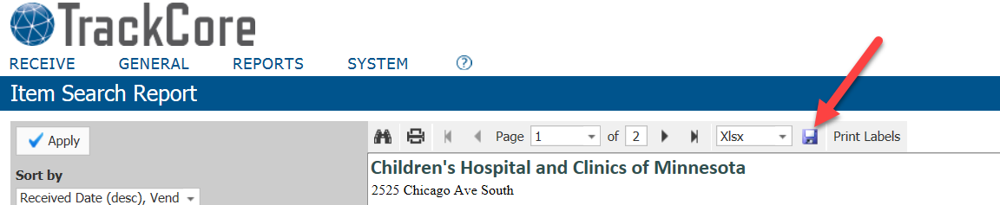 TrackCore
RECEIVE GENERAL REPORTS SYSTEM ?
Item Search Report
Apply Page 1 of 2 Xlsx Print Labels
Sort by
Received Date (desc), Vend
Children's Hospital and Clinics of Minnesota
2525 Chicago Ave South